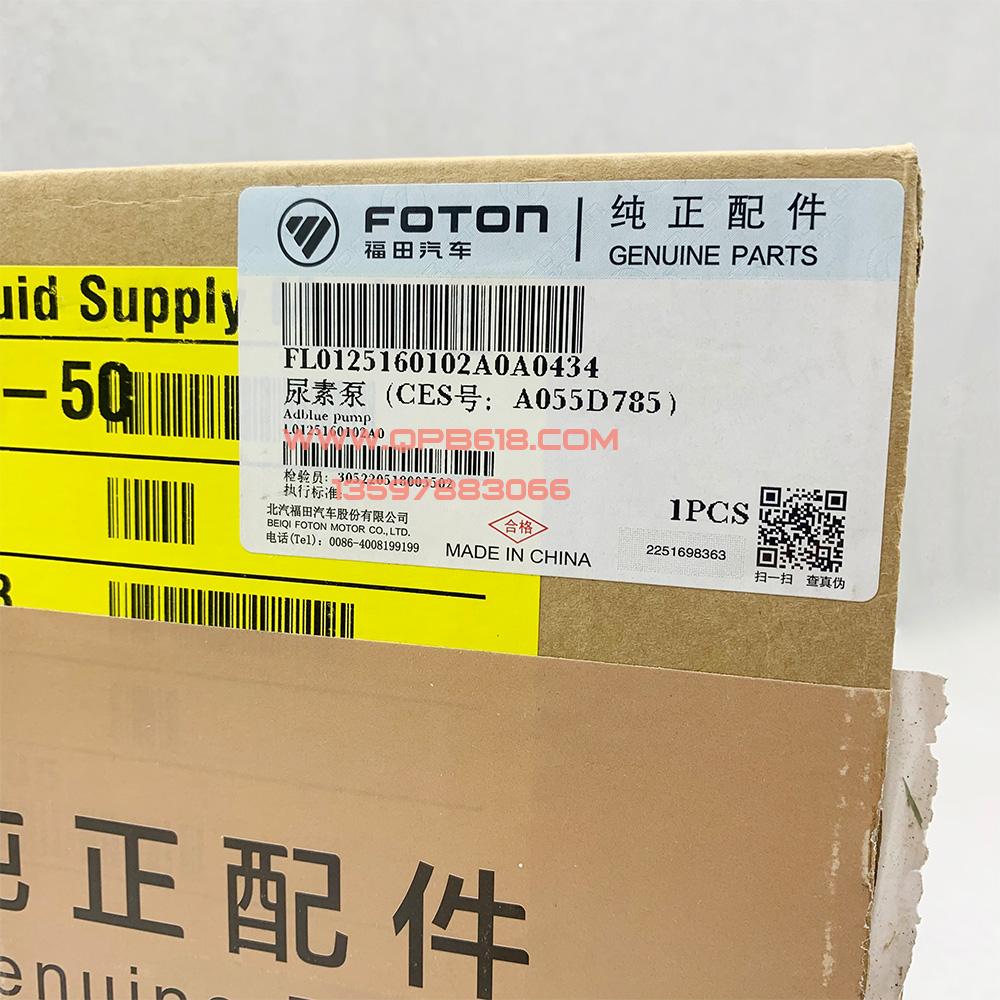 FOTON
福田汽车
纯正配件
GENUINE PARTS
Supply
-50
FL0125160102A0A0434
尿素泵（CES号：A055D785）
Adblue pump
L0125160102A0
WWW.QPB618.COM
检验员：305220518005502
执行标准
13597883066
北汽福田汽车股份有限公司
BEIQI FOTON MOTOR CO., LTD.
电话(Tel)：0086-4008199199
合格
MADE IN CHINA
1PCS
2251698363
扫一扫 查真伪
正配件